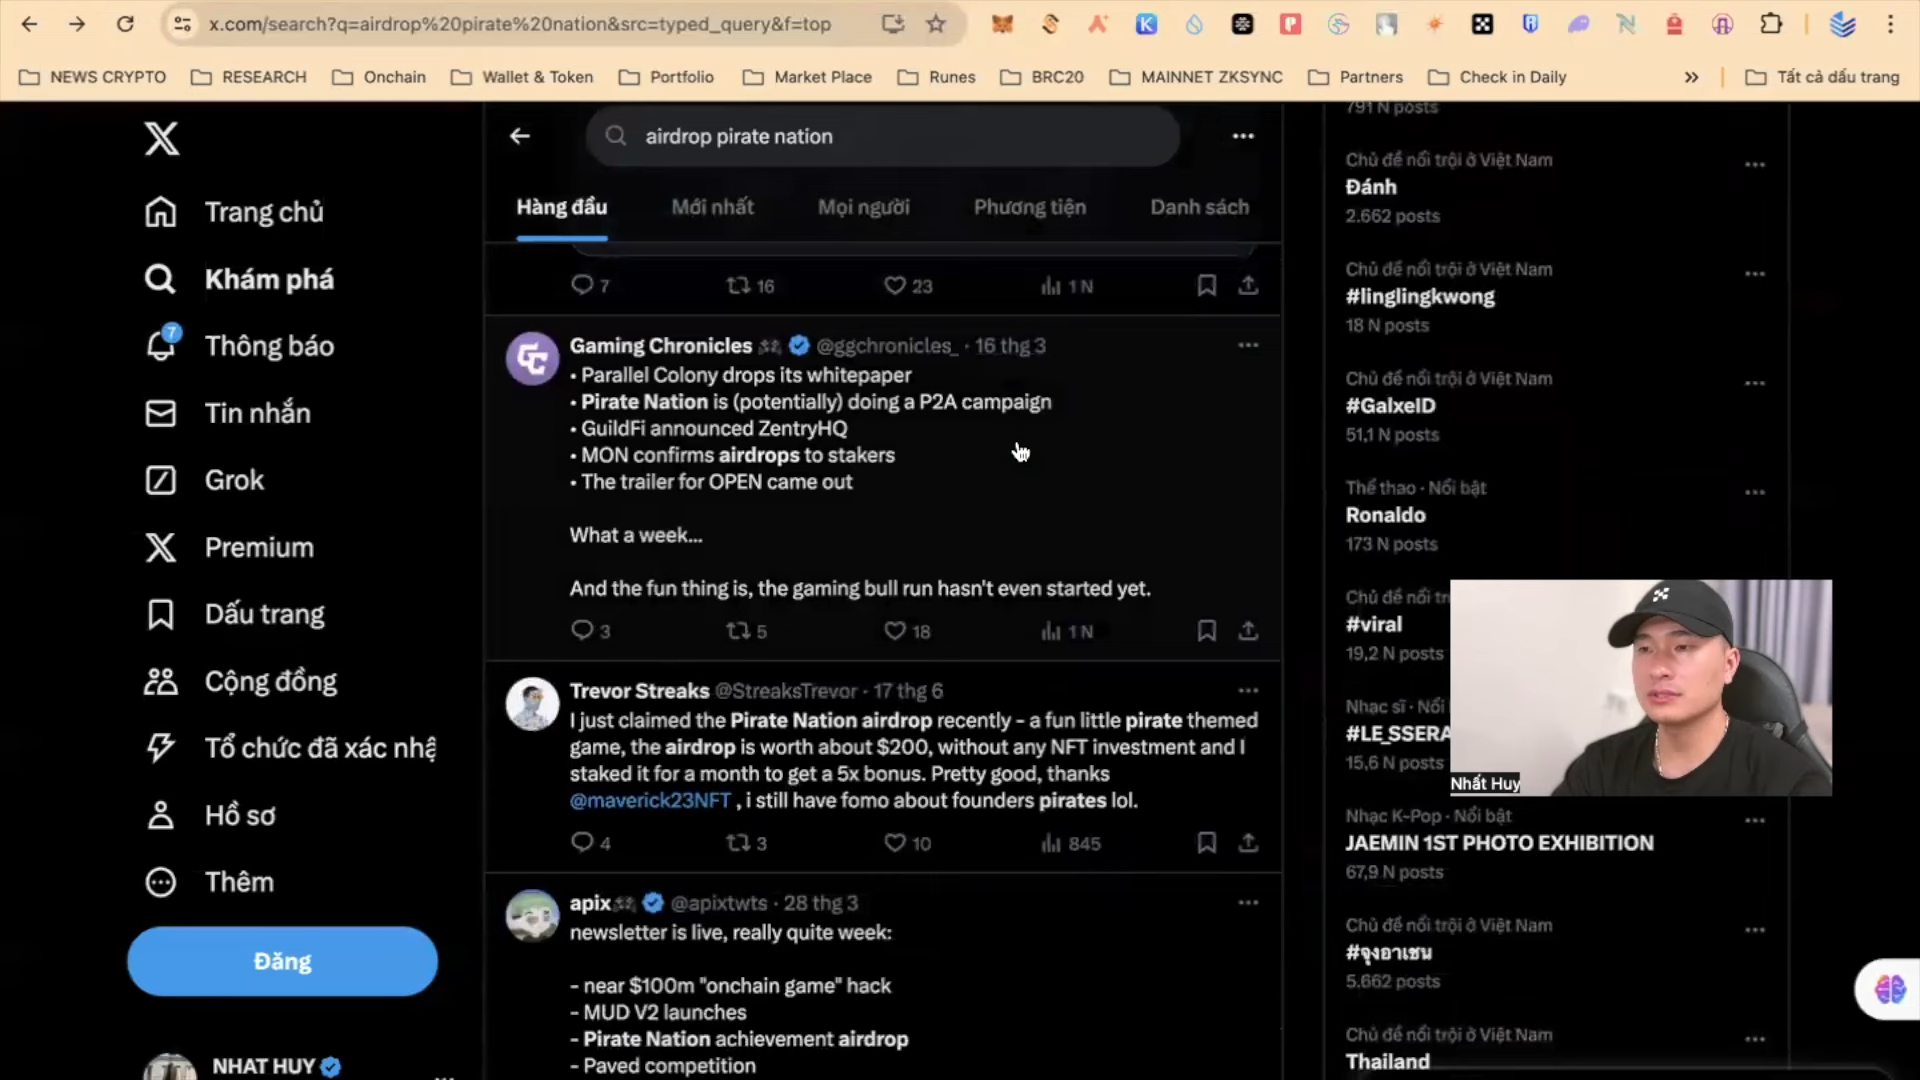 x.com/search?q=airdrop%20pirate%20nation&src=typed_query&f=top
NEWS CRYPTO
RESEARCH
Onchain
Wallet & Token
Portfolio
Market Place
Runes
BRC20
MAINNET ZKSYNC
Partners
Check in Daily
Tất cả dấu trang
Trang chủ
Khám phá
7
Thông báo
Tin nhắn
Grok
Premium
Dấu trang
Cộng đồng
Tổ chức đã xác nhậ
Hồ sơ
Thêm
Đăng
NHAT HUY
airdrop pirate nation
Hàng đầu
Mới nhất
Mọi người
Phương tiện
Danh sách
7
16
23
1 N
Gaming Chronicles @ggchronicles_ · 16 thg 3
• Parallel Colony drops its whitepaper
• Pirate Nation is (potentially) doing a P2A campaign
• GuildFi announced ZentryHQ
• MON confirms airdrops to stakers
• The trailer for OPEN came out
What a week...
And the fun thing is, the gaming bull run hasn't even started yet.
3
5
18
1 N
Trevor Streaks @StreaksTrevor · 17 thg 6
I just claimed the Pirate Nation airdrop recently - a fun little pirate themed
game, the airdrop is worth about $200, without any NFT investment and I
staked it for a month to get a 5x bonus. Pretty good, thanks
@maverick23NFT , i still have fomo about founders pirates lol.
4
3
10
845
apix @apixtwts · 28 thg 3
newsletter is live, really quite week:
- near $100m "onchain game" hack
- MUD V2 launches
- Pirate Nation achievement airdrop
- Paved competition
791 N posts
Chủ đề nổi trội ở Việt Nam
Đánh
2.662 posts
Chủ đề nổi trội ở Việt Nam
#linglingkwong
18 N posts
Chủ đề nổi trội ở Việt Nam
#GalxeID
51,1 N posts
Thể thao · Nổi bật
Ronaldo
173 N posts
Chủ đề nổi tr
#viral
19,2 N posts
Nhạc sĩ · Nổi
#LE_SSERA
15,6 N posts
Nhất Huy
Nhạc K-Pop · Nổi bật
JAEMIN 1ST PHOTO EXHIBITION
67,9 N posts
Chủ đề nổi trội ở Việt Nam
#จุงอาเชน
5.662 posts
Chủ đề nổi trội ở Việt Nam
Thailand